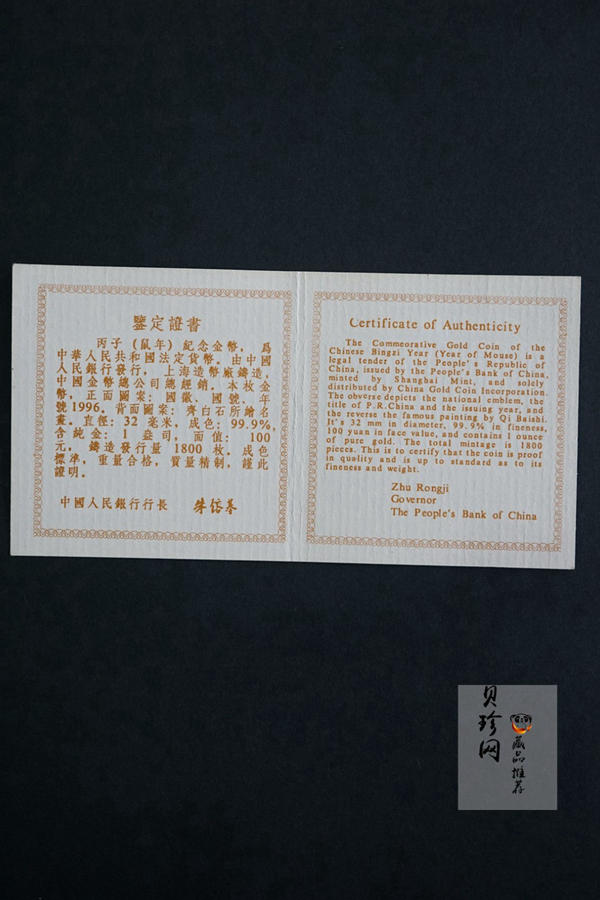 鑒定證書
丙子（鼠年）紀念金幣，爲
中華人民共和國法定貨幣。由中國
人民銀行發行，上海造幣廠鑄造，
中國金幣總公司總經銷。本枚金
幣，正面圖案：國徽、國號、年
號1996。背面圖案：齊白石所繪名
畫。直徑：32 毫米，成色：99.9%，
含純金：1 盎司，面值：100
元，鑄造發行量 1800 枚。成色
標準，重量合格，質量精制，謹此
證明。
中國人民銀行行長 朱镕基
Certificate of Authenticity
The Commeorative Gold Coin of the
Chinese Bingzi Year (Year of Mouse) is a
legal tender of the People's Republic of
China, issued by the People's Bank of China,
minted by Shanghai Mint, and solely
distributed by China Gold Coin Incorporation.
The obverse depicts the national emblem, the
title of P.R.China and the issuing year, and
the reverse the famous painting by Qi Baishi.
It's 32 mm in diameter, 99.9% in fineness,
100 yuan in face value, and contains 1 ounce
of pure gold. The total mintage is 1800
pieces. This is to certify that the coin is proof
in quality and is up to standard as to its
fineness and weight.
Zhu Rongji
Governor
The People's Bank of China
贝珍网
藏品推荐